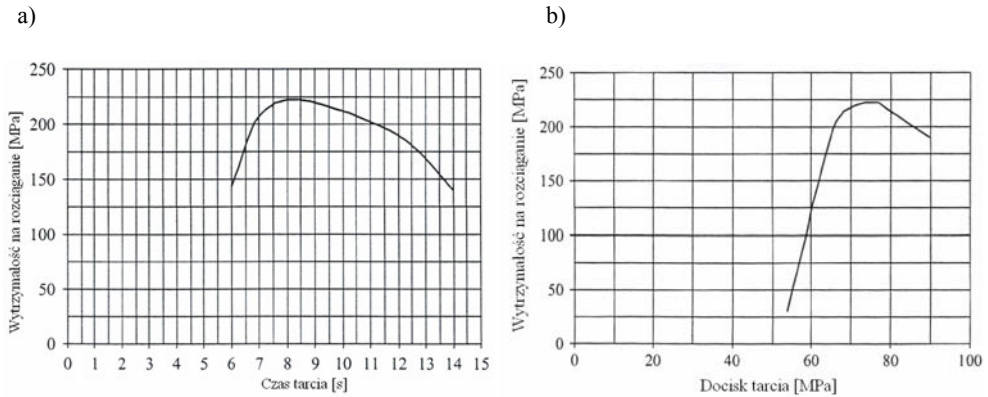 a)
b)
Wytrzymałość na rozciąganie [MPa]
250
200
150
100
50
0
0 1 2 3 4 5 6 7 8 9 10 11 12 13 14 15
Czas tarcia [s]
Wytrzymałość na rozciąganie [MPa]
250
200
150
100
50
0
0 20 40 60 80 100
Docisk tarcia [MPa]